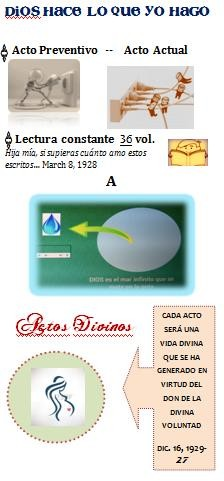 DiOS HACE LO QUE YO HAGO
Acto Preventivo -- Acto Actual
Lectura constante 36 vol.
Hija mía, si supieras cuánto amo estos
escritos... March 8, 1928
A
DIOS es el mar infinito que se
Actos Divinos
CADA ACTO
SERÁ UNA
VIDA DIVINA
QUE SE HA
GENERADO EN
VIRTUD DEL
DON DE LA
DIVINA
VOLUNTAD
DIC. 16, 1929-
27